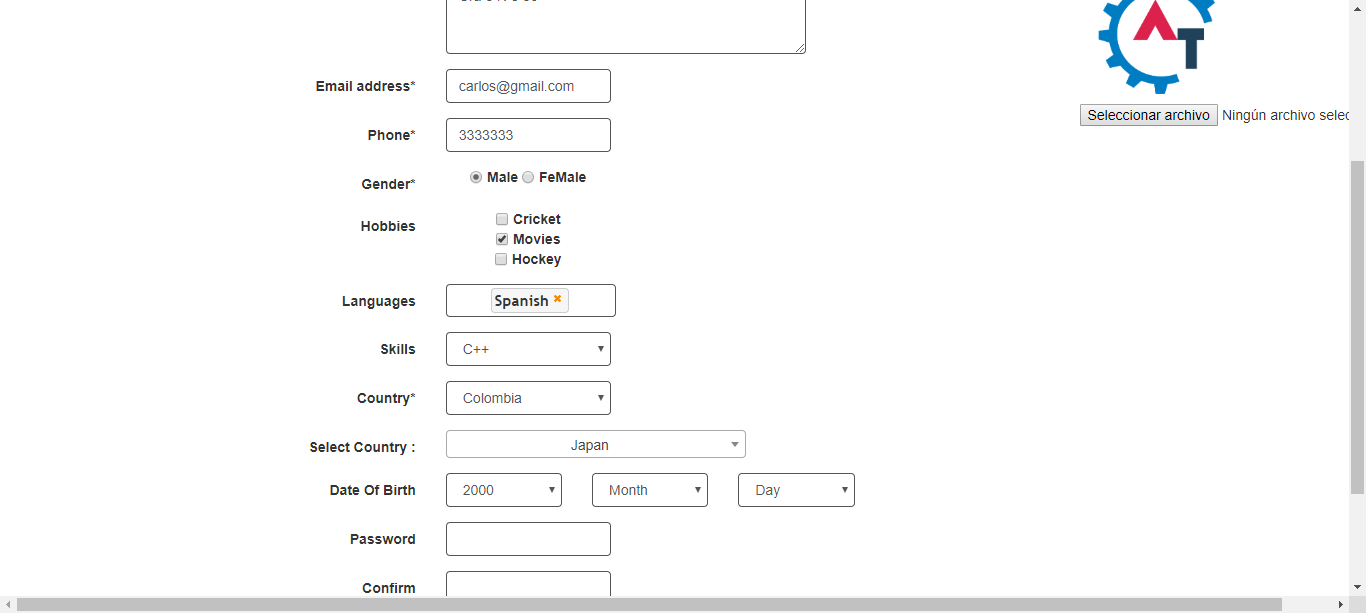 Email address* carlos@gmail.com
Seleccionar archivo Ningún archivo selec
Phone* 3333333
Gender* Male FeMale
Hobbies Cricket
Movies
Hockey
Languages Spanish
Skills C++
Country* Colombia
Select Country : Japan
Date Of Birth 2000 Month Day
Password
Confirm